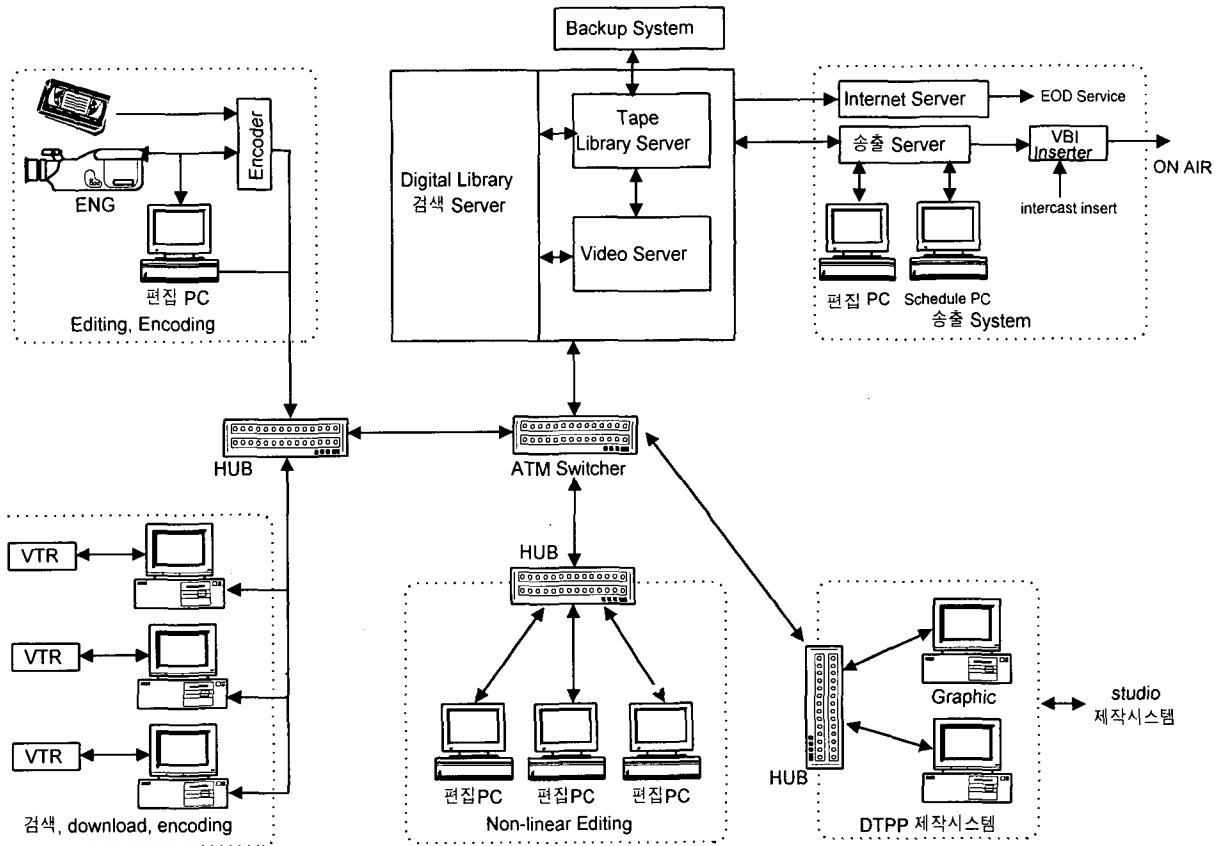 Backup System
Encoder
ENG
편집 PC
Editing, Encoding
Digital Library
검색 Server
Tape
Library Server
Video Server
Internet Server
EOD Service
송출 Server
VBI
Inserter
ON AIR
intercast insert
편집 PC
Schedule PC
송출 System
HUB
ATM Switcher
VTR
VTR
VTR
검색, download, encoding
HUB
편집PC
편집PC
편집PC
Non-linear Editing
HUB
Graphic
DTPP 제작시스템
studio
제작시스템